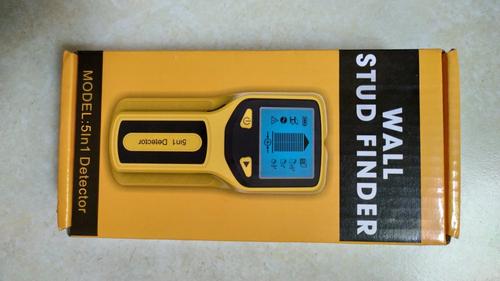 WALL
STUD FINDER
5in1 Detector
MODEL:5In1 Detector